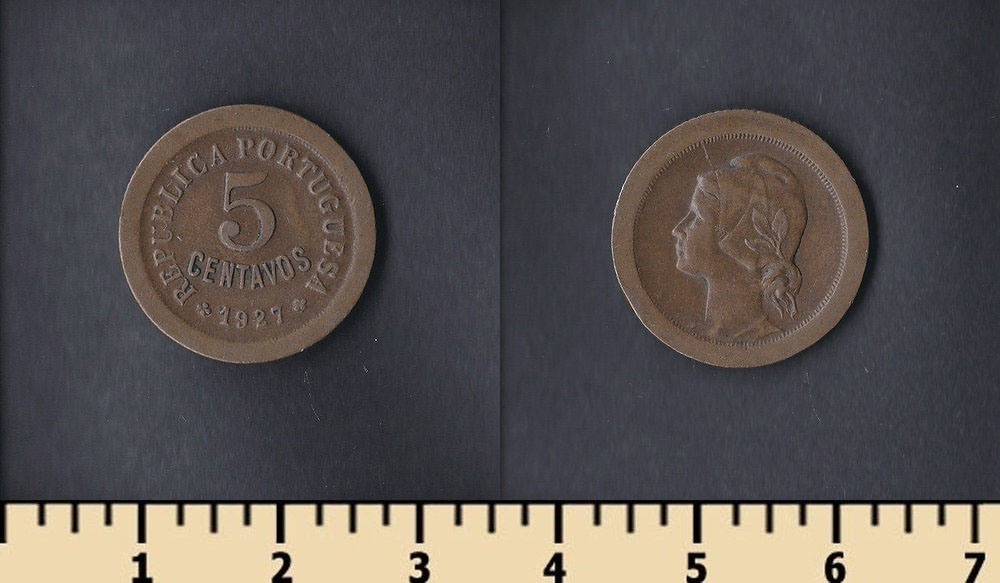 REPUBLICA PORTUGUESA
5
CENTAVOS
* 1927 *
1 2 3 4 5 6 7